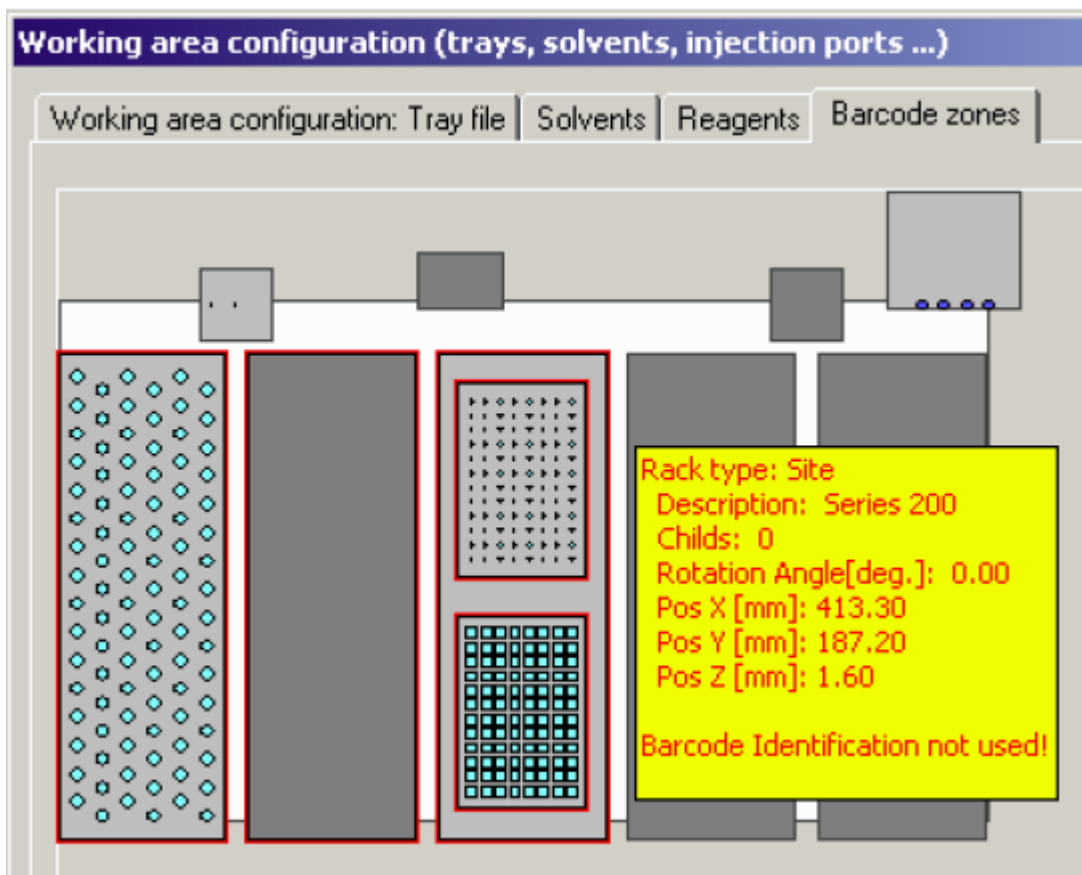 Working area configuration (trays, solvents, injection ports ...)
Working area configuration: Tray file
Solvents
Reagents
Barcode zones
Rack type: Site
Description: Series 200
Childs: 0
Rotation Angle[deg.]: 0.00
Pos X [mm]: 413.30
Pos Y [mm]: 187.20
Pos Z [mm]: 1.60
Barcode Identification not used!